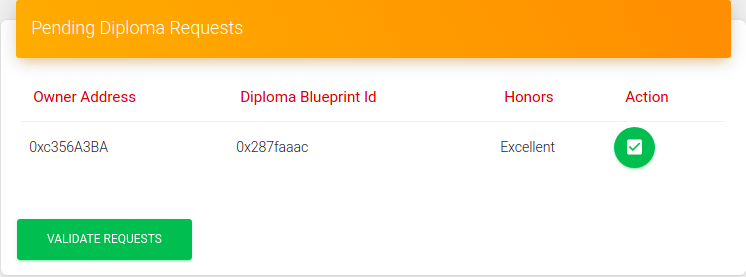 Pending Diploma Requests
Owner Address Diploma Blueprint Id Honors Action
0xc356A3BA 0x287faaac Excellent
VALIDATE REQUESTS